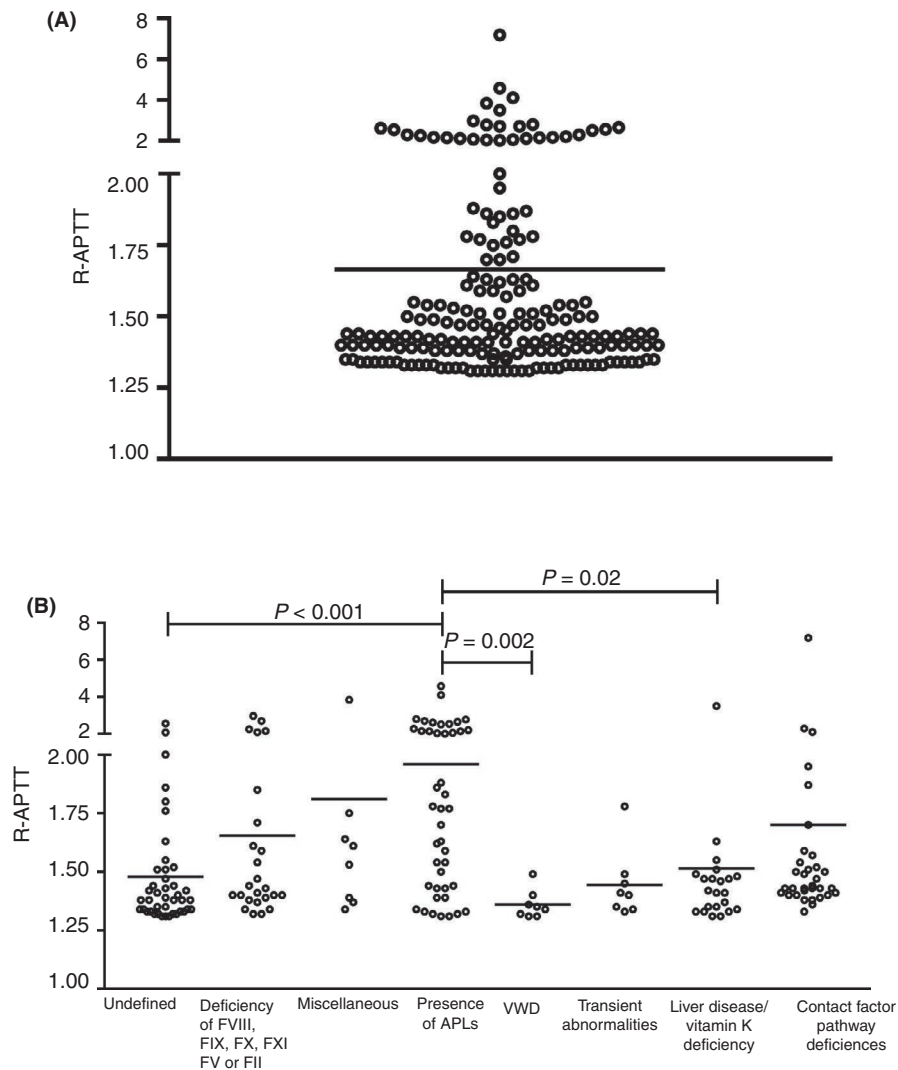 (A)
8
6
4
2
2.00
1.75
1.50
1.25
1.00
R-APTT
(B)
P = 0.02
P < 0.001
P = 0.002
8
6
4
2
2.00
1.75
1.50
1.25
1.00
R-APTT
Undefined
Deficiency
of FVIII,
FIX, FX, FXI
FV or FII
Miscellaneous
Presence
of APLs
VWD
Transient
abnormalities
Liver disease/
vitamin K
deficiency
Contact factor
pathway
deficiences